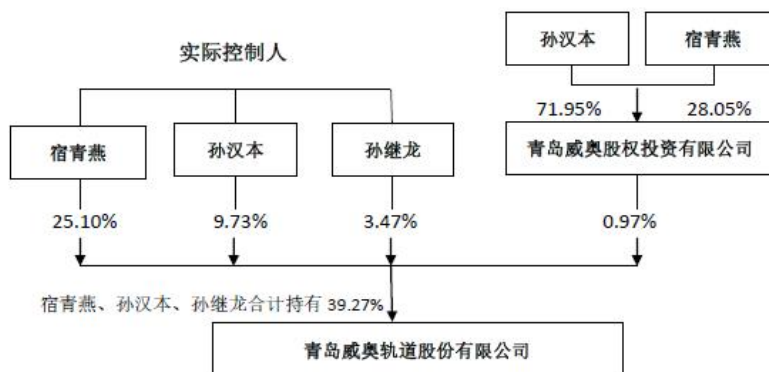 实际控制人
孙汉本
宿青燕
71.95%
28.05%
宿青燕
孙汉本
孙继龙
青岛威奥股权投资有限公司
25.10%
9.73%
3.47%
0.97%
宿青燕、孙汉本、孙继龙合计持有 39.27%
青岛威奥轨道股份有限公司